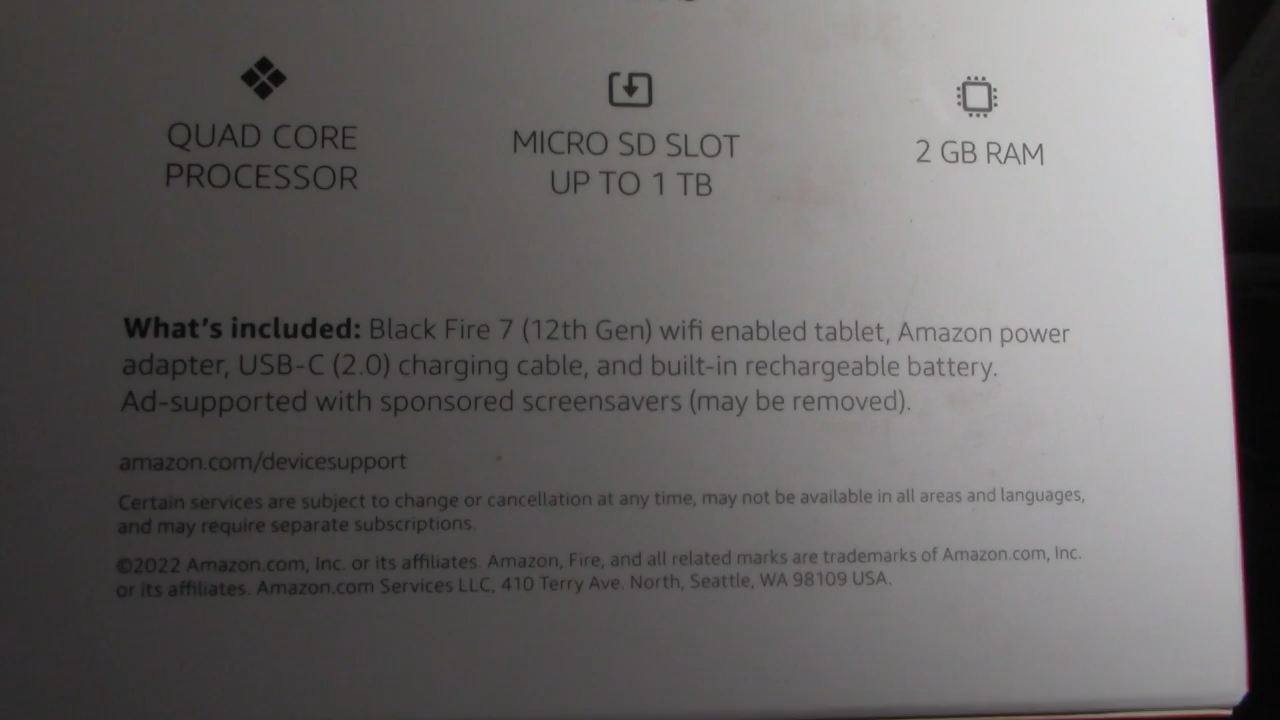 QUAD CORE
PROCESSOR
MICRO SD SLOT
UP TO 1 TB
2 GB RAM
What's included: Black Fire 7 (12th Gen) wifi enabled tablet, Amazon power
adapter, USB-C (2.0) charging cable, and built-in rechargeable battery.
Ad-supported with sponsored screensavers (may be removed).
amazon.com/devicesupport
Certain services are subject to change or cancellation at any time, may not be available in all areas and languages,
and may require separate subscriptions.
©2022 Amazon.com, Inc. or its affiliates. Amazon, Fire, and all related marks are trademarks of Amazon.com, Inc.
or its affiliates. Amazon.com Services LLC, 410 Terry Ave. North, Seattle, WA 98109 USA.